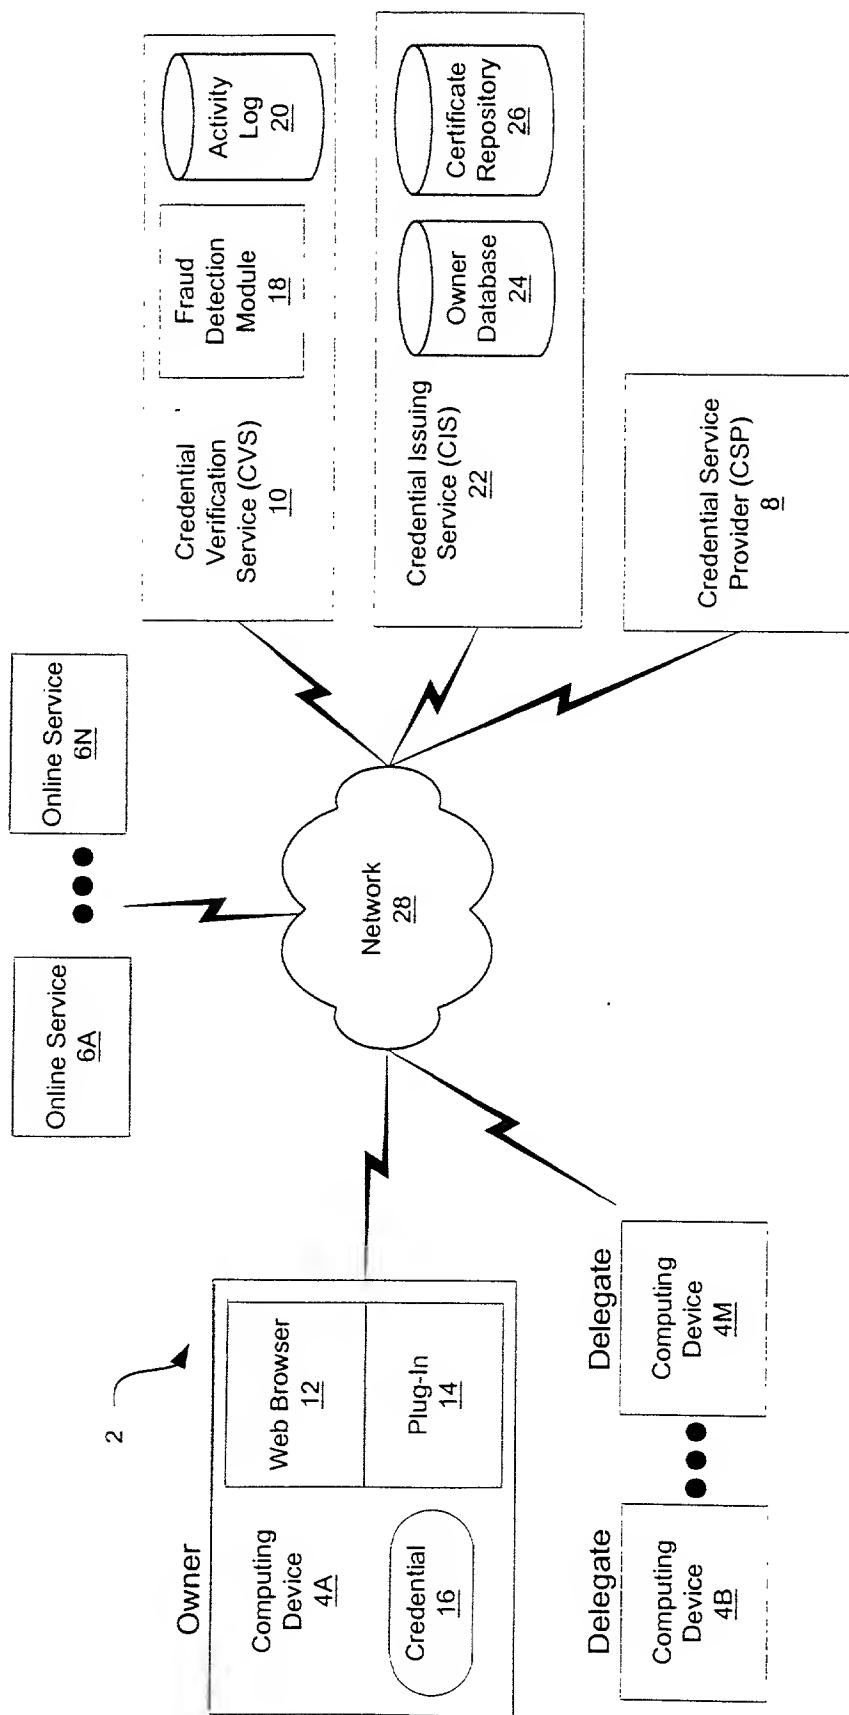 2
Owner
Computing
Device
4A
Web Browser
12
Plug-In
14
Credential
16
Delegate
Computing
Device
4B
Delegate
Computing
Device
4M
Online Service
6A
Online Service
6N
Network
28
Credential
Verification
Service (CVS)
10
Fraud
Detection
Module
18
Activity
Log
20
Credential Issuing
Service (CIS)
22
Owner
Database
24
Certificate
Repository
26
Credential Service
Provider (CSP)
8